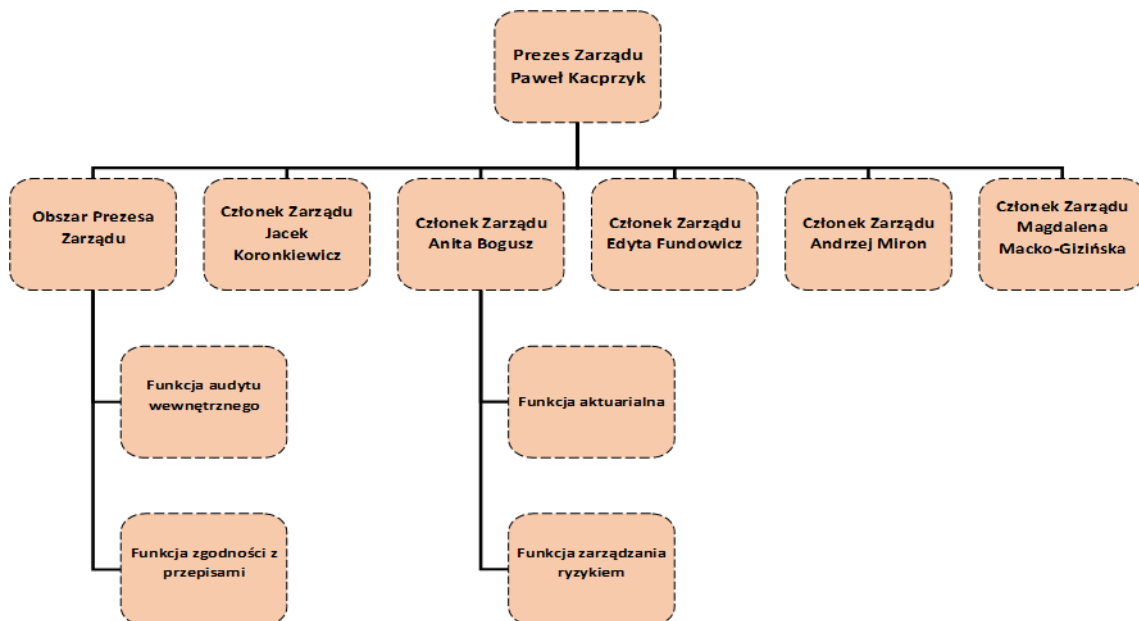 Prezes Zarządu
Paweł Kacprzyk
Obszar Prezesa
Zarządu
Członek Zarządu
Jacek
Koronkiewicz
Członek Zarządu
Anita Bogusz
Członek Zarządu
Edyta Fundowicz
Członek Zarządu
Andrzej Miron
Członek Zarządu
Magdalena
Macko-Gizińska
Funkcja audytu
wewnętrznego
Funkcja aktuarialna
Funkcja zgodności z
przepisami
Funkcja zarządzania
ryzykiem